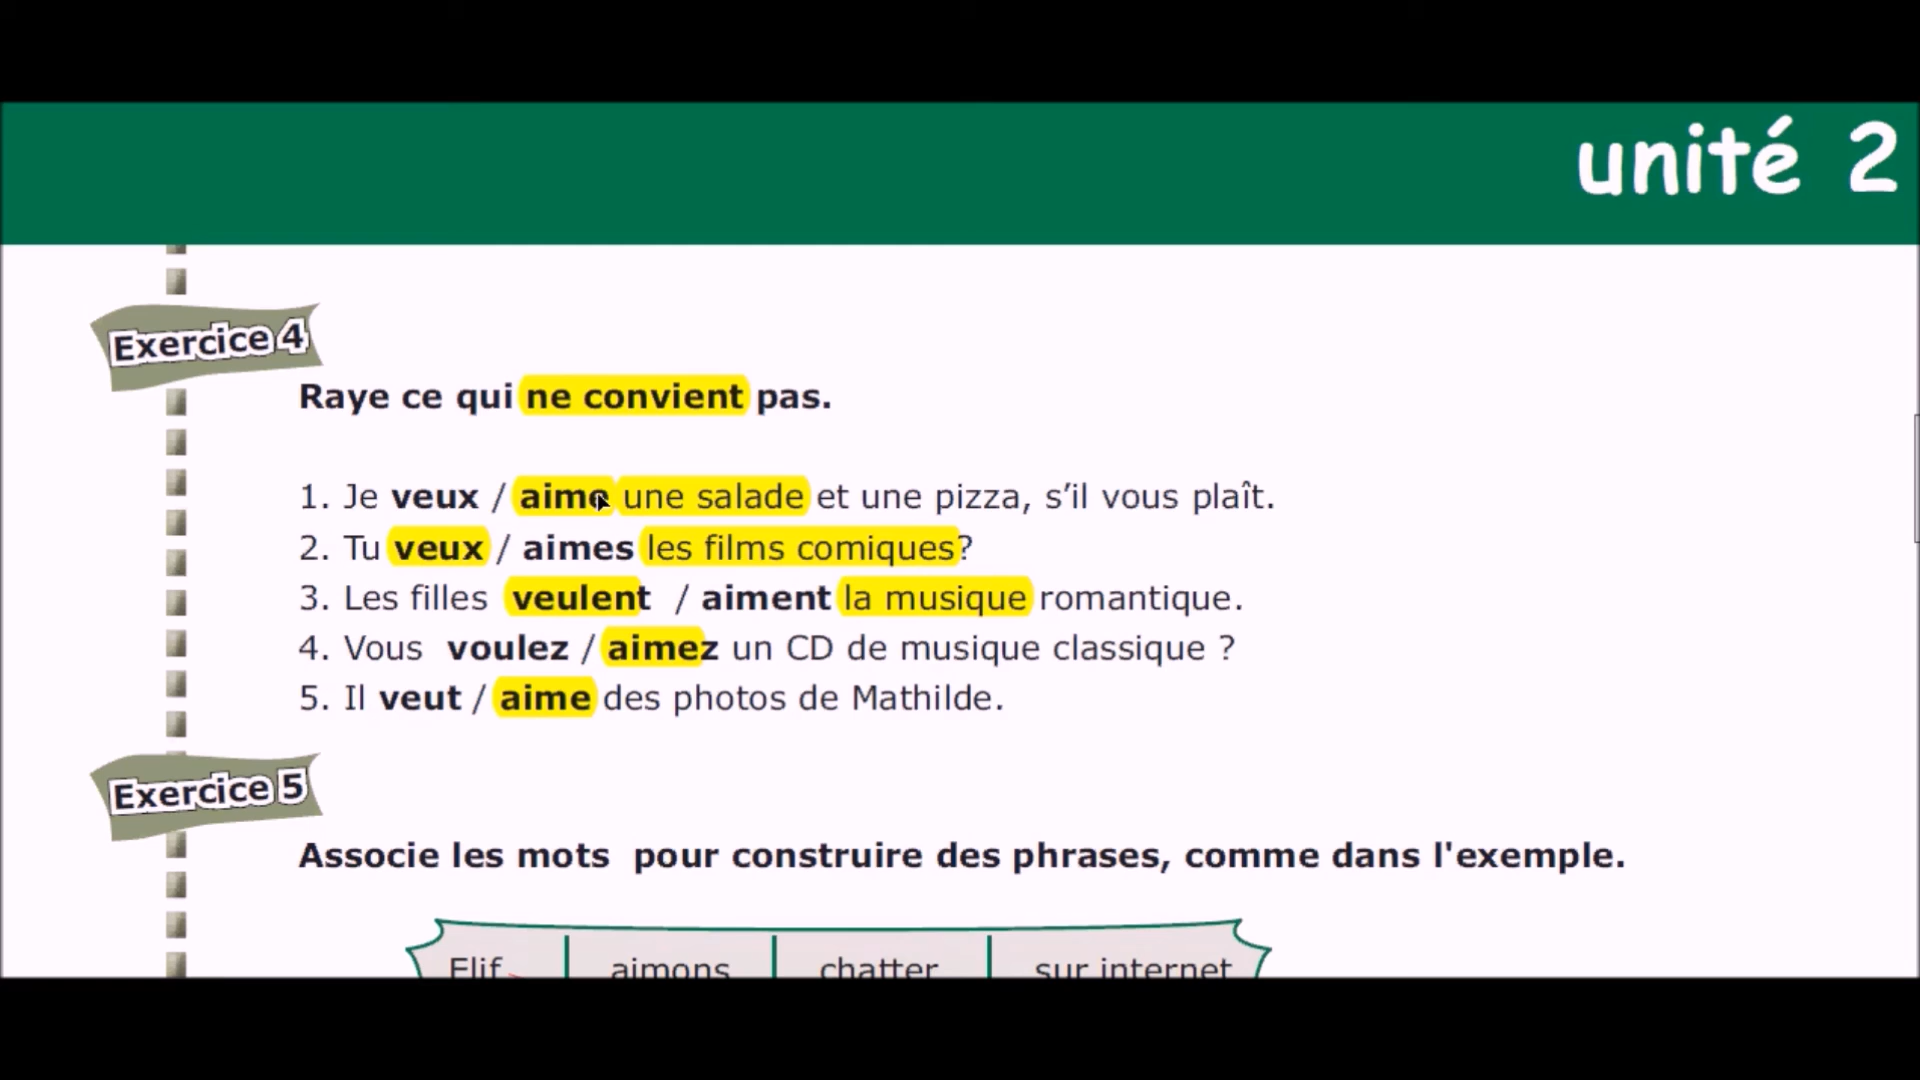 unité 2
Exercice 4
Raye ce qui ne convient pas.
1. Je veux / aime une salade et une pizza, s’il vous plaît.
2. Tu veux / aimes les films comiques?
3. Les filles veulent / aiment la musique romantique.
4. Vous voulez / aimez un CD de musique classique ?
5. Il veut / aime des photos de Mathilde.
Exercice 5
Associe les mots pour construire des phrases, comme dans l'exemple.
Elif aimons chatter sur internet